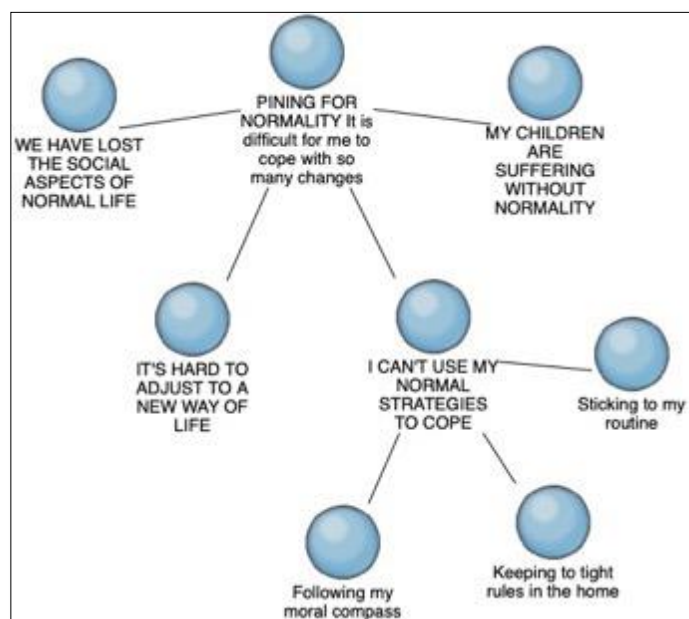 PINING FOR
NORMALITY It is
difficult for me to
cope with so
many changes
WE HAVE LOST
THE SOCIAL
ASPECTS OF
NORMAL LIFE
MY CHILDREN
ARE
SUFFERING
WITHOUT
NORMALITY
IT'S HARD TO
ADJUST TO A
NEW WAY OF
LIFE
I CAN'T USE MY
NORMAL
STRATEGIES
TO COPE
Sticking to my
routine
Following my
moral compass
Keeping to tight
rules in the home